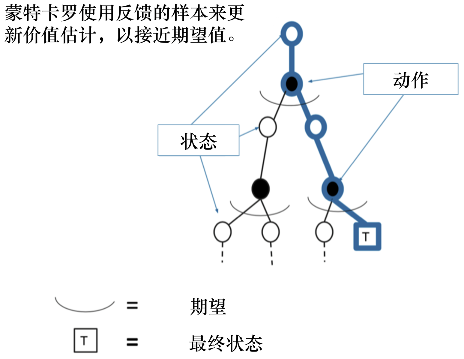 蒙特卡罗使用反馈的样本来更
新价值估计，以接近期望值。
动作
状态
T
= 期望
T = 最终状态